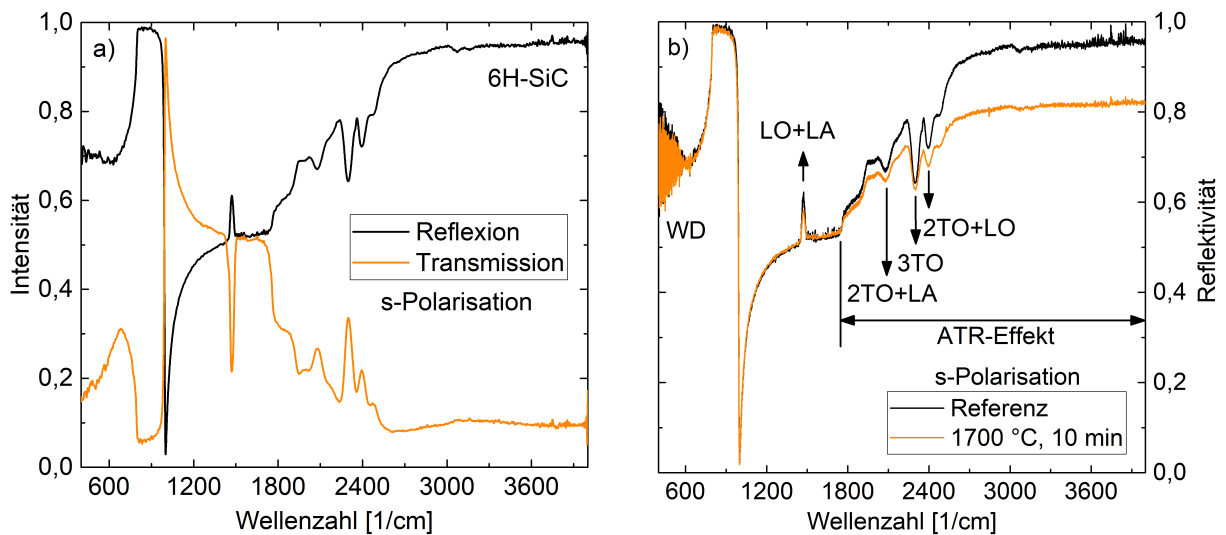 a)
6H-SiC
Reflexion
Transmission
s-Polarisation
Intensität
1,0
0,8
0,6
0,4
0,2
0,0
600 1200 1800 2400 3000 3600
Wellenzahl [1/cm]
b)
LO+LA
WD
2TO+LO
3TO
2TO+LA
ATR-Effekt
s-Polarisation
Referenz
1700 °C, 10 min
Reflektivität
1,0
0,8
0,6
0,4
0,2
0,0
600 1200 1800 2400 3000 3600
Wellenzahl [1/cm]